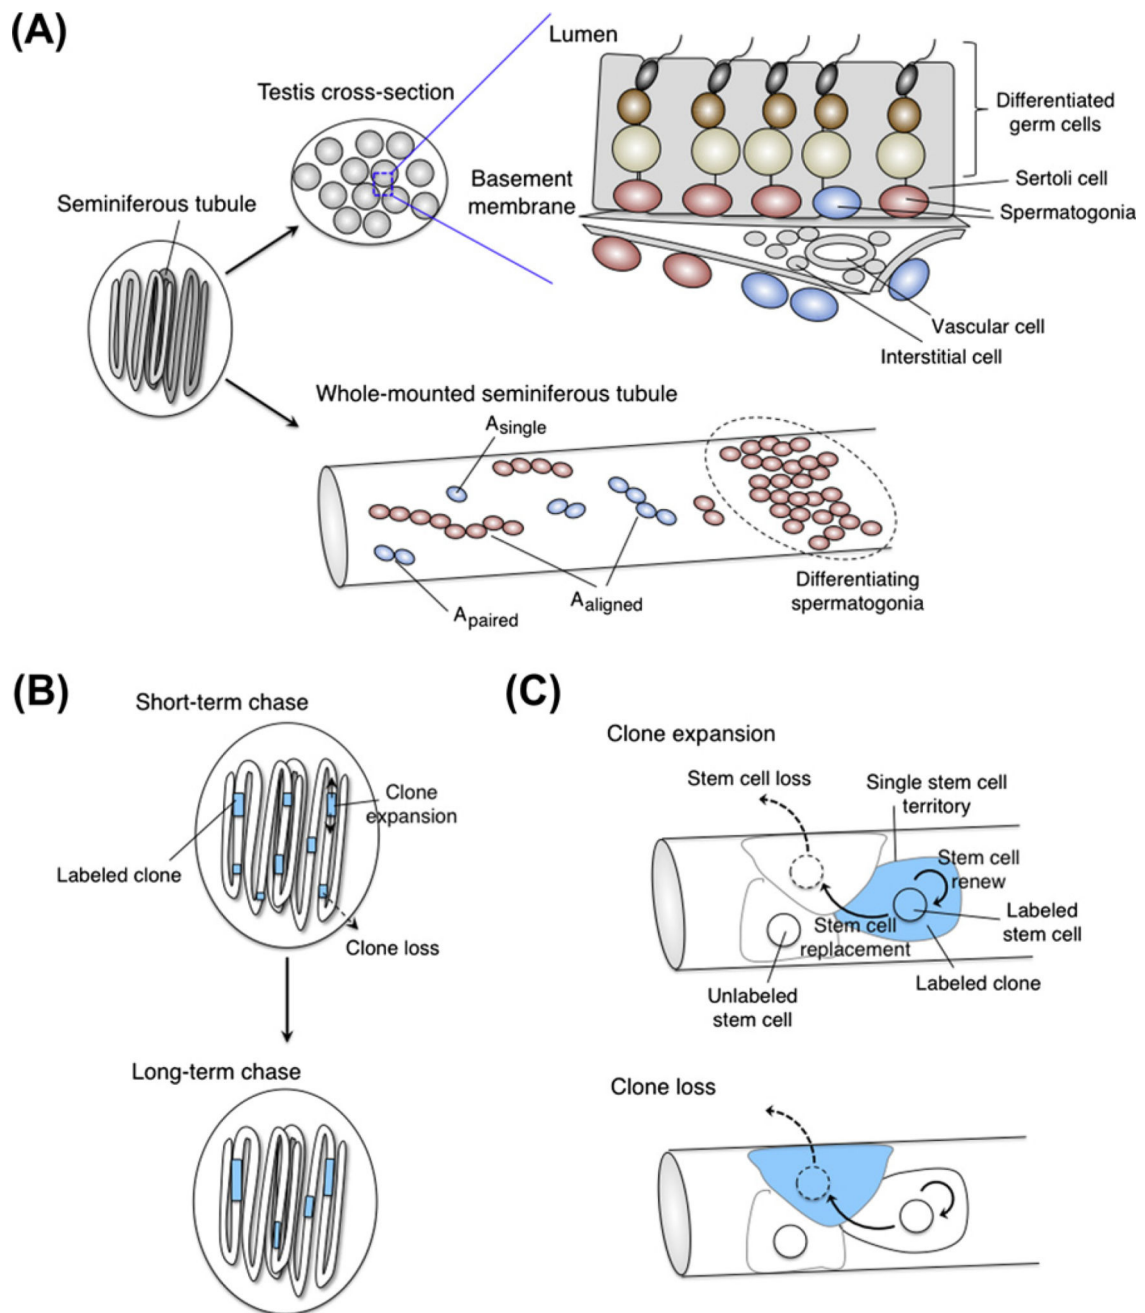 (A)
Lumen
Testis cross-section
Differentiated
germ cells
Basement
membrane
Sertoli cell
Spermatogonia
Seminiferous tubule
Vascular cell
Interstitial cell
Whole-mounted seminiferous tubule
Asingle
Differentiating
spermatogonia
Aaligned
Apaired
(B)
Short-term chase
Clone
expansion
Labeled clone
Clone loss
Long-term chase
(C)
Clone expansion
Stem cell loss
Single stem cell
territory
Stem cell
renew
Labeled
stem cell
Stem cell
replacement
Labeled clone
Unlabeled
stem cell
Clone loss